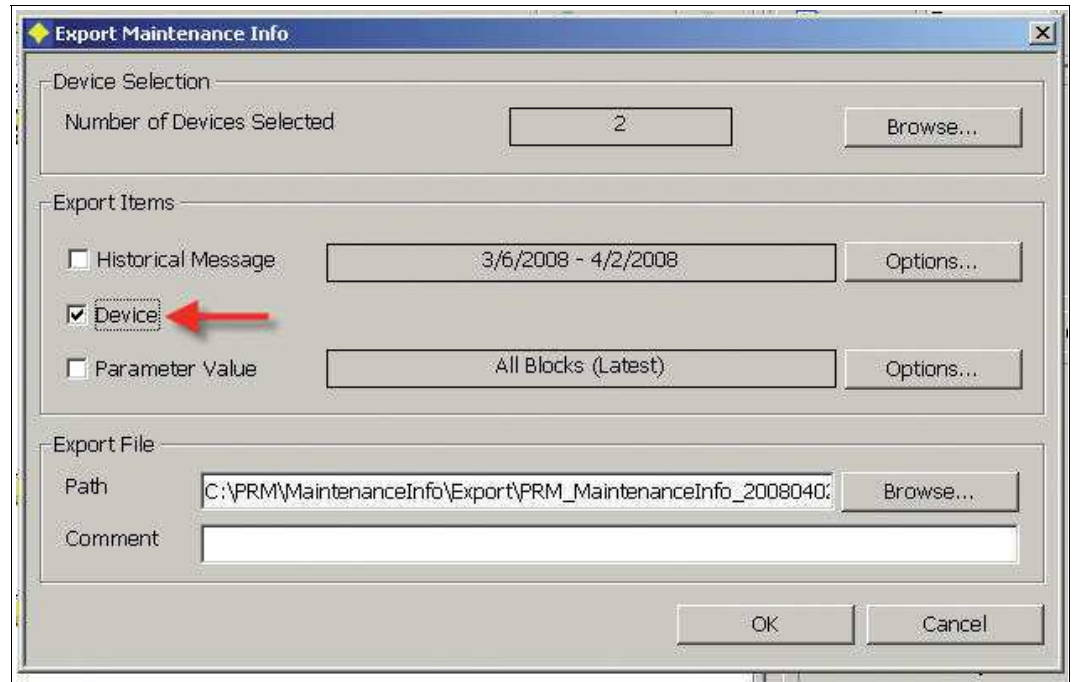 Export Maintenance Info
Device Selection
Number of Devices Selected 2 Browse...
Export Items
Historical Message 3/6/2008 - 4/2/2008 Options...
Device
Parameter Value All Blocks (Latest) Options...
Export File
Path C:\PRM\MaintenanceInfo\Export\PRM_MaintenanceInfo_20080402 Browse...
Comment
OK Cancel